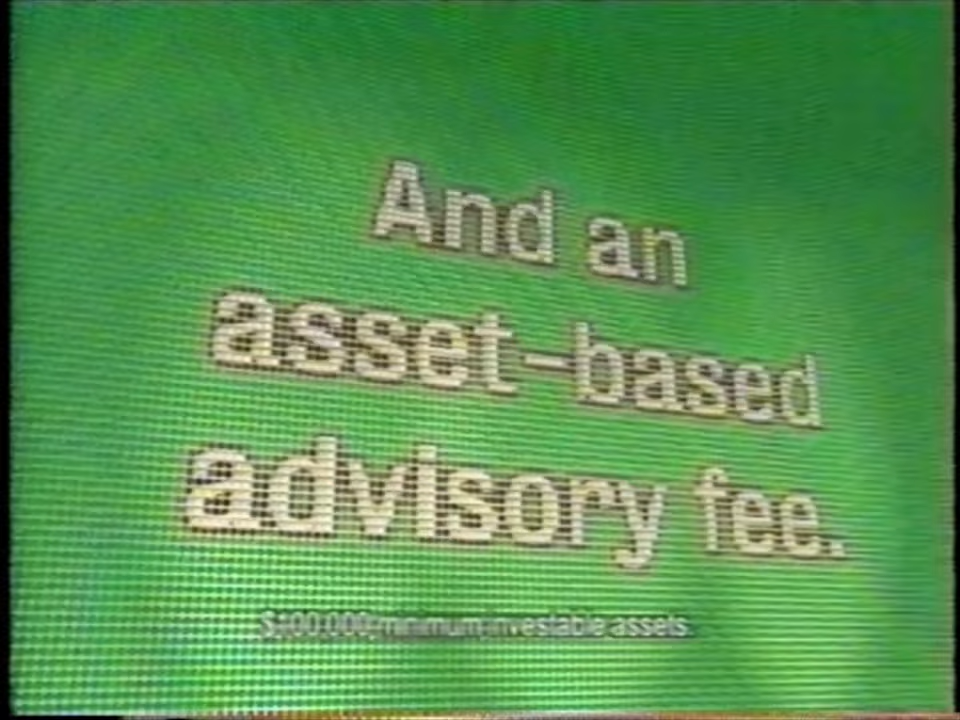 And an
asset-based
advisory fee.
$100,000 minimum investable assets.